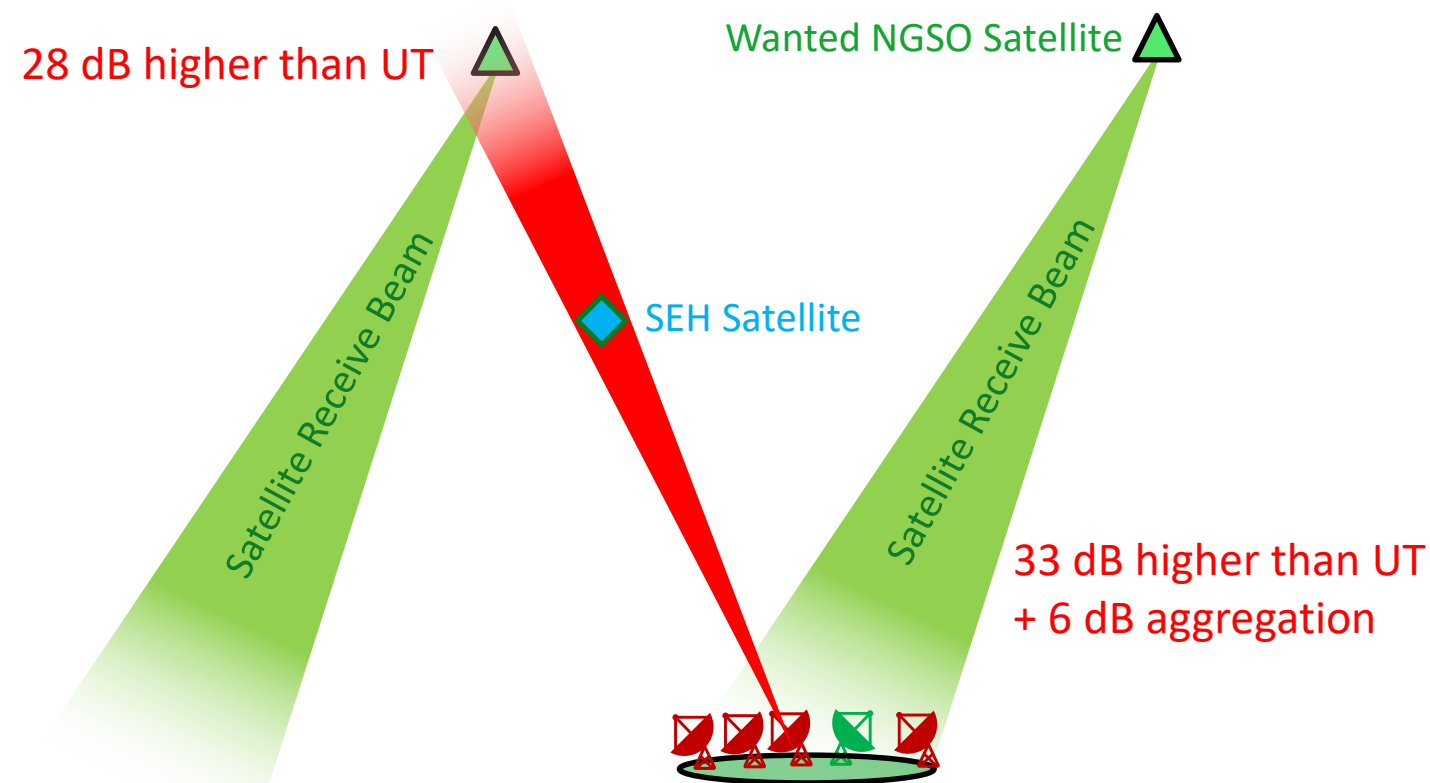 28 dB higher than UT
Wanted NGSO Satellite
Satellite Receive Beam
SEH Satellite
Satellite Receive Beam
33 dB higher than UT
+ 6 dB aggregation